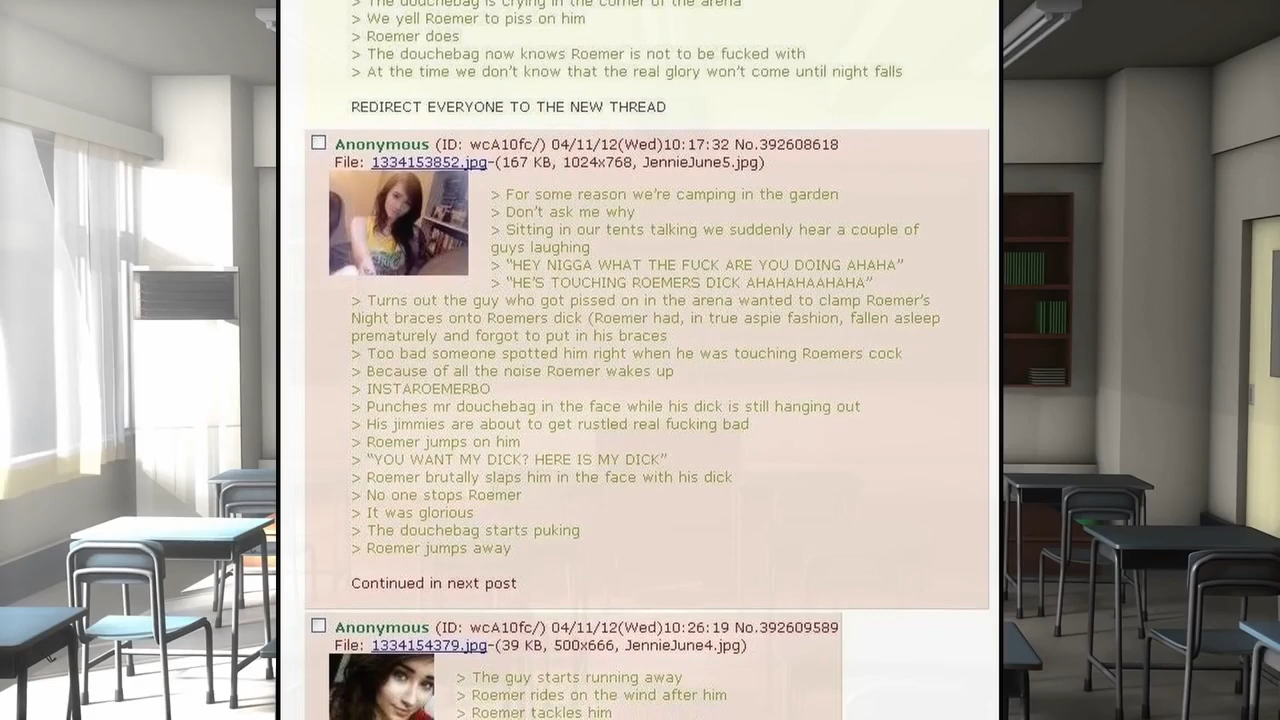 > The douchebag is crying in the corner of the arena
> We yell Roemer to piss on him
> Roemer does
> The douchebag now knows Roemer is not to be fucked with
> At the time we don't know that the real glory won't come until night falls
REDIRECT EVERYONE TO THE NEW THREAD
Anonymous (ID: wcA10fc/) 04/11/12(Wed)10:17:32 No.392608618
File: 1334153852.jpg-(167 KB, 1024x768, JennieJune5.jpg)
> For some reason we're camping in the garden
> Don't ask me why
> Sitting in our tents talking we suddenly hear a couple of
guys laughing
> "HEY NIGGA WHAT THE FUCK ARE YOU DOING AHAHA"
> "HE'S TOUCHING ROEMERS DICK AHAHAHAAHAHA"
> Turns out the guy who got pissed on in the arena wanted to clamp Roemer's
Night braces onto Roemers dick (Roemer had, in true aspie fashion, fallen asleep
prematurely and forgot to put in his braces
> Too bad someone spotted him right when he was touching Roemers cock
> Because of all the noise Roemer wakes up
> INSTAROEMERBO
> Punches mr douchebag in the face while his dick is still hanging out
> His jimmies are about to get rustled real fucking bad
> Roemer jumps on him
> "YOU WANT MY DICK? HERE IS MY DICK"
> Roemer brutally slaps him in the face with his dick
> No one stops Roemer
> It was glorious
> The douchebag starts puking
> Roemer jumps away
Continued in next post
Anonymous (ID: wcA10fc/) 04/11/12(Wed)10:26:19 No.392609589
File: 1334154379.jpg-(39 KB, 500x666, JennieJune4.jpg)
> The guy starts running away
> Roemer rides on the wind after him
> Roemer tackles him